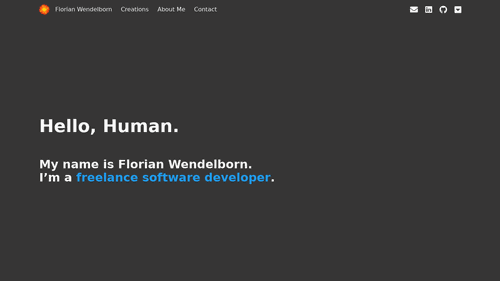 Florian Wendelborn Creations About Me Contact
Hello, Human.
My name is Florian Wendelborn.
I’m a freelance software developer.